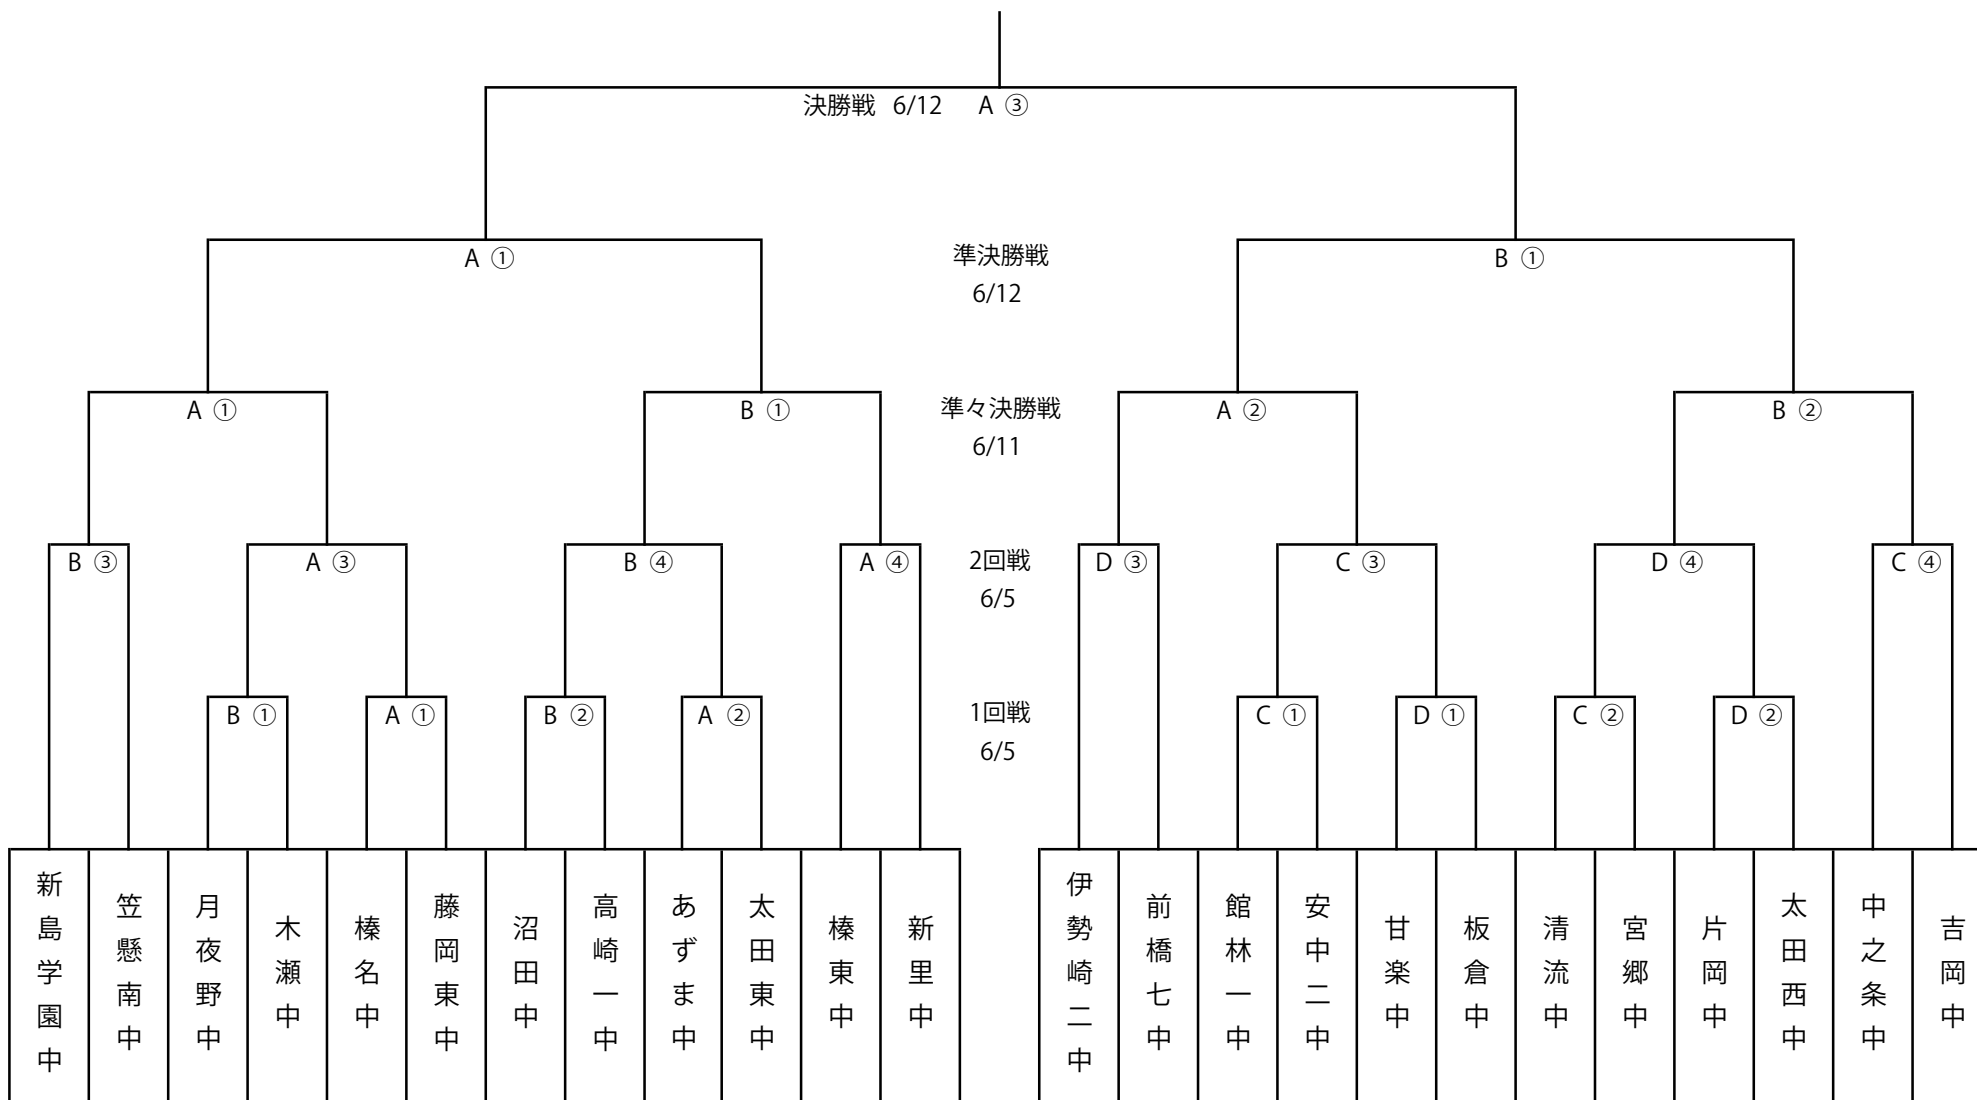 決勝戦 6/12 A ③
A ①
準決勝戦
6/12
B ①
A ①
B ①
準々決勝戦
6/11
A ②
B ②
B ③
A ③
B ④
A ④
2回戦
6/5
D ③
C ③
D ④
C ④
B ①
A ①
B ②
A ②
1回戦
6/5
C ①
D ①
C ②
D ②
新島学園中
笠懸南中
月夜野中
木瀬中
榛名中
藤岡東中
沼田中
高崎一中
あずま中
太田東中
榛東中
新里中
伊勢崎二中
前橋七中
館林一中
安中二中
甘楽中
板倉中
清流中
宮郷中
片岡中
太田西中
中之条中
吉岡中